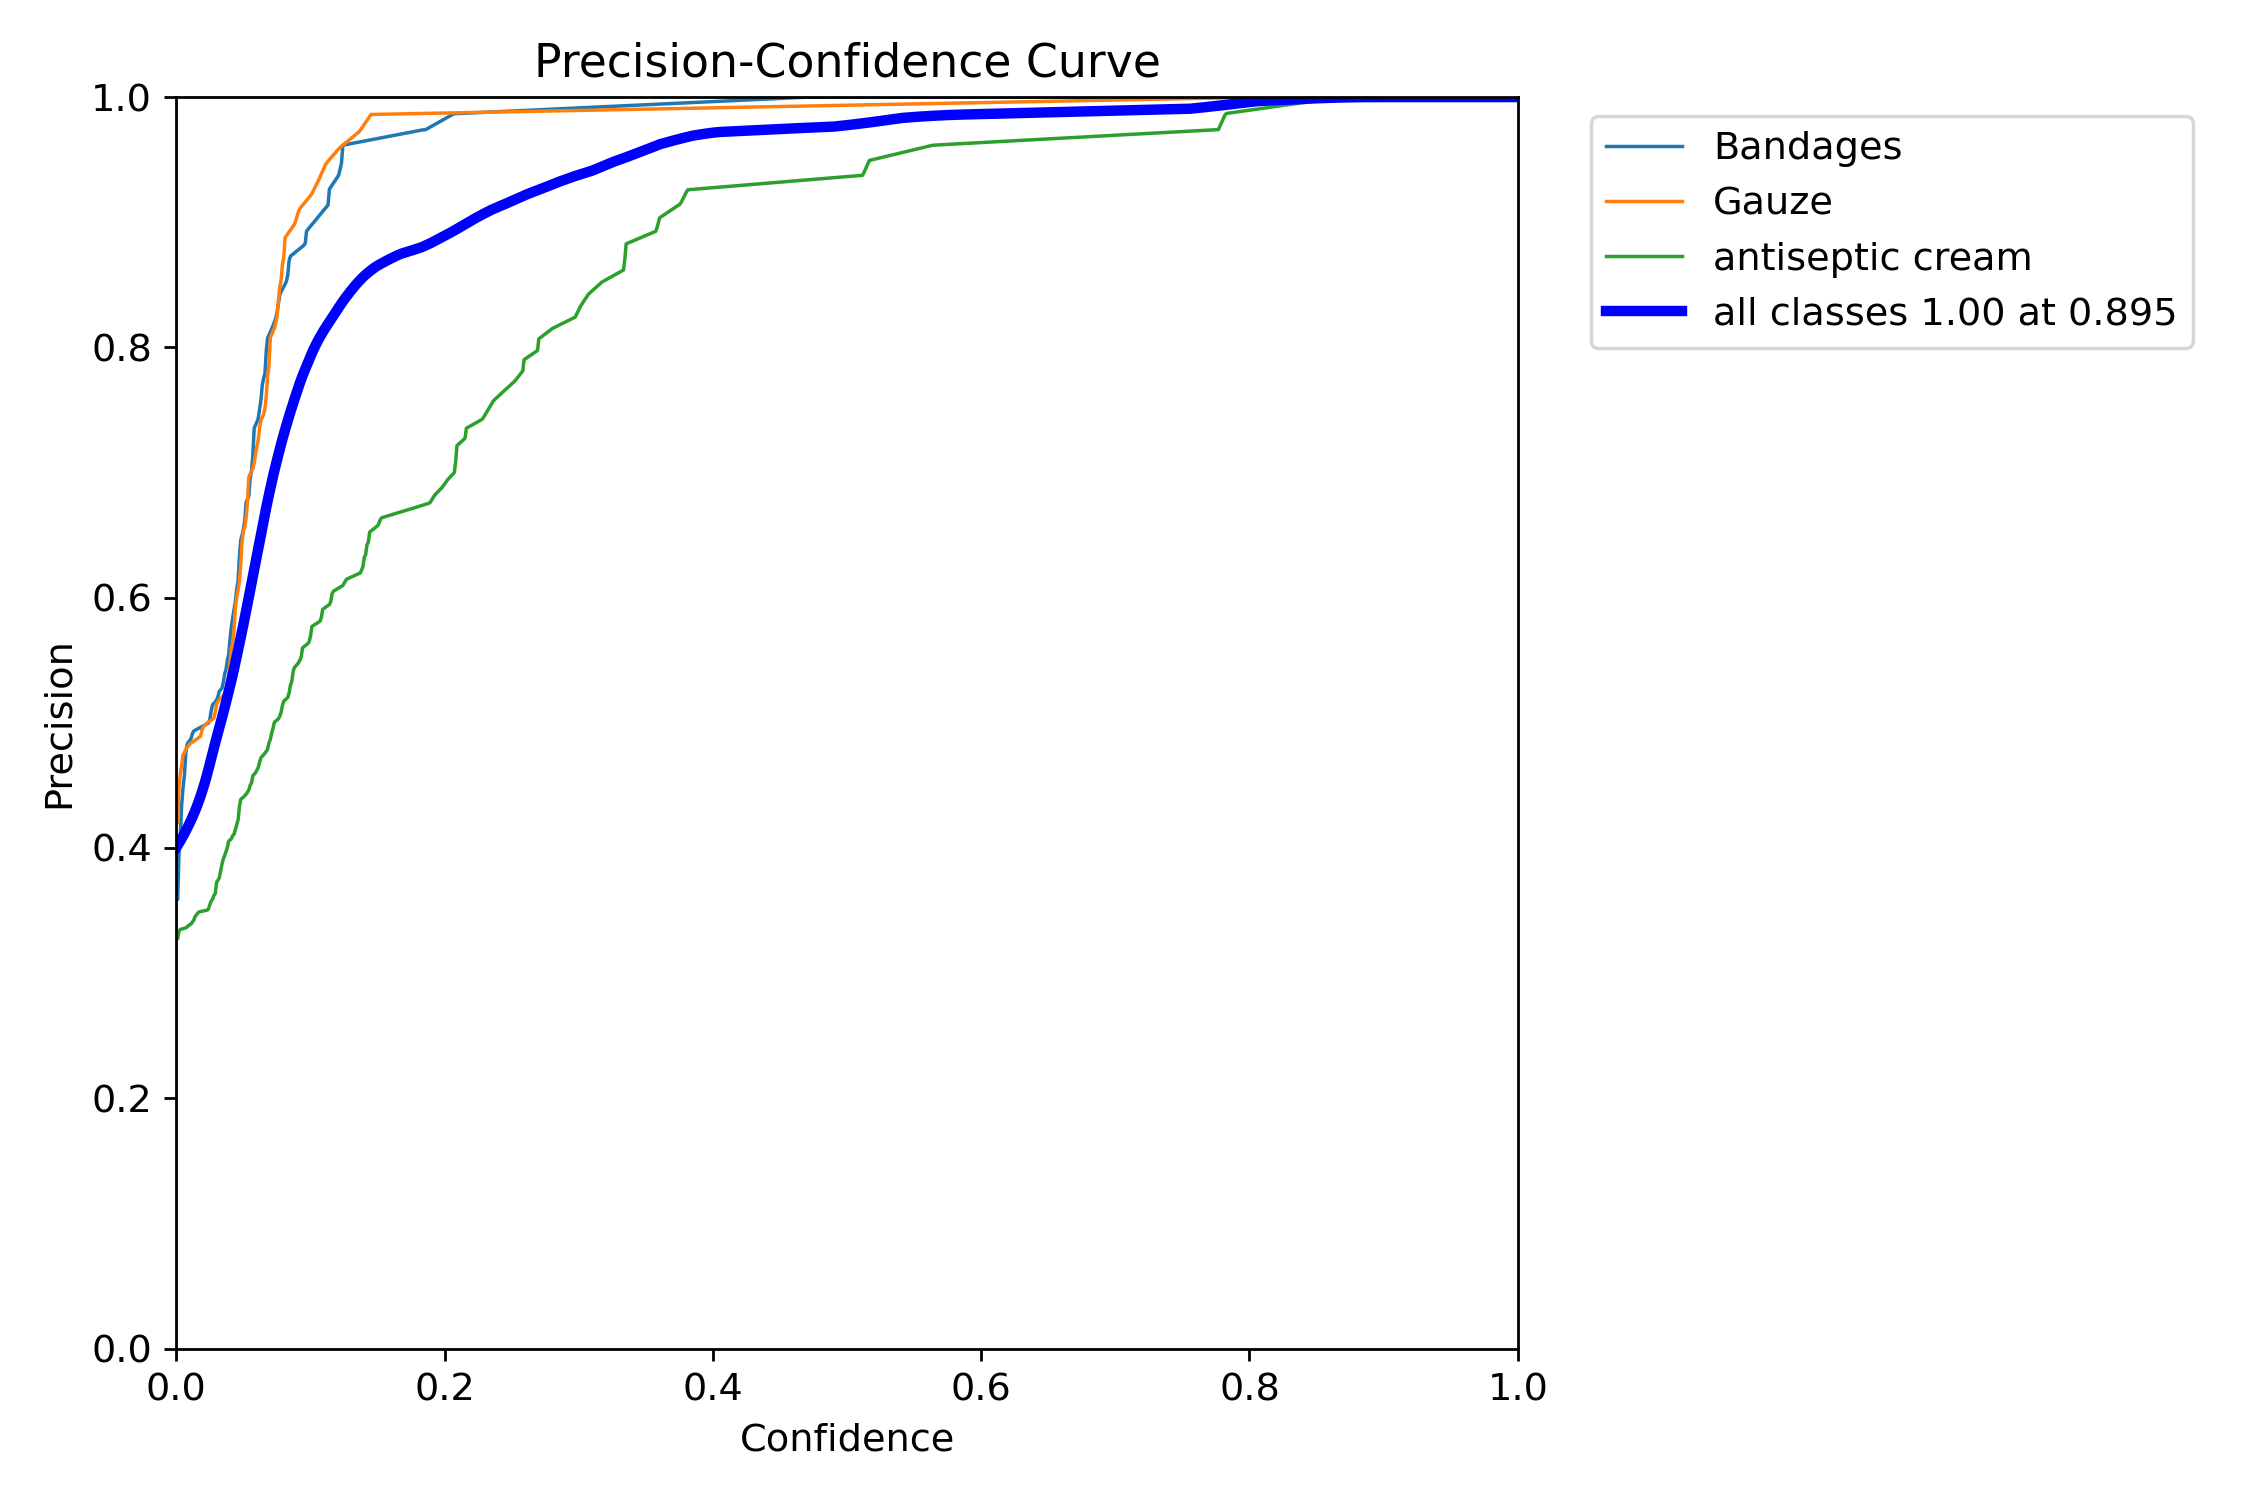 Precision-Confidence Curve
1.0
0.8
0.6
0.4
0.2
0.0
Precision
0.0 0.2 0.4 0.6 0.8 1.0
Confidence
Bandages
Gauze
antiseptic cream
all classes 1.00 at 0.895